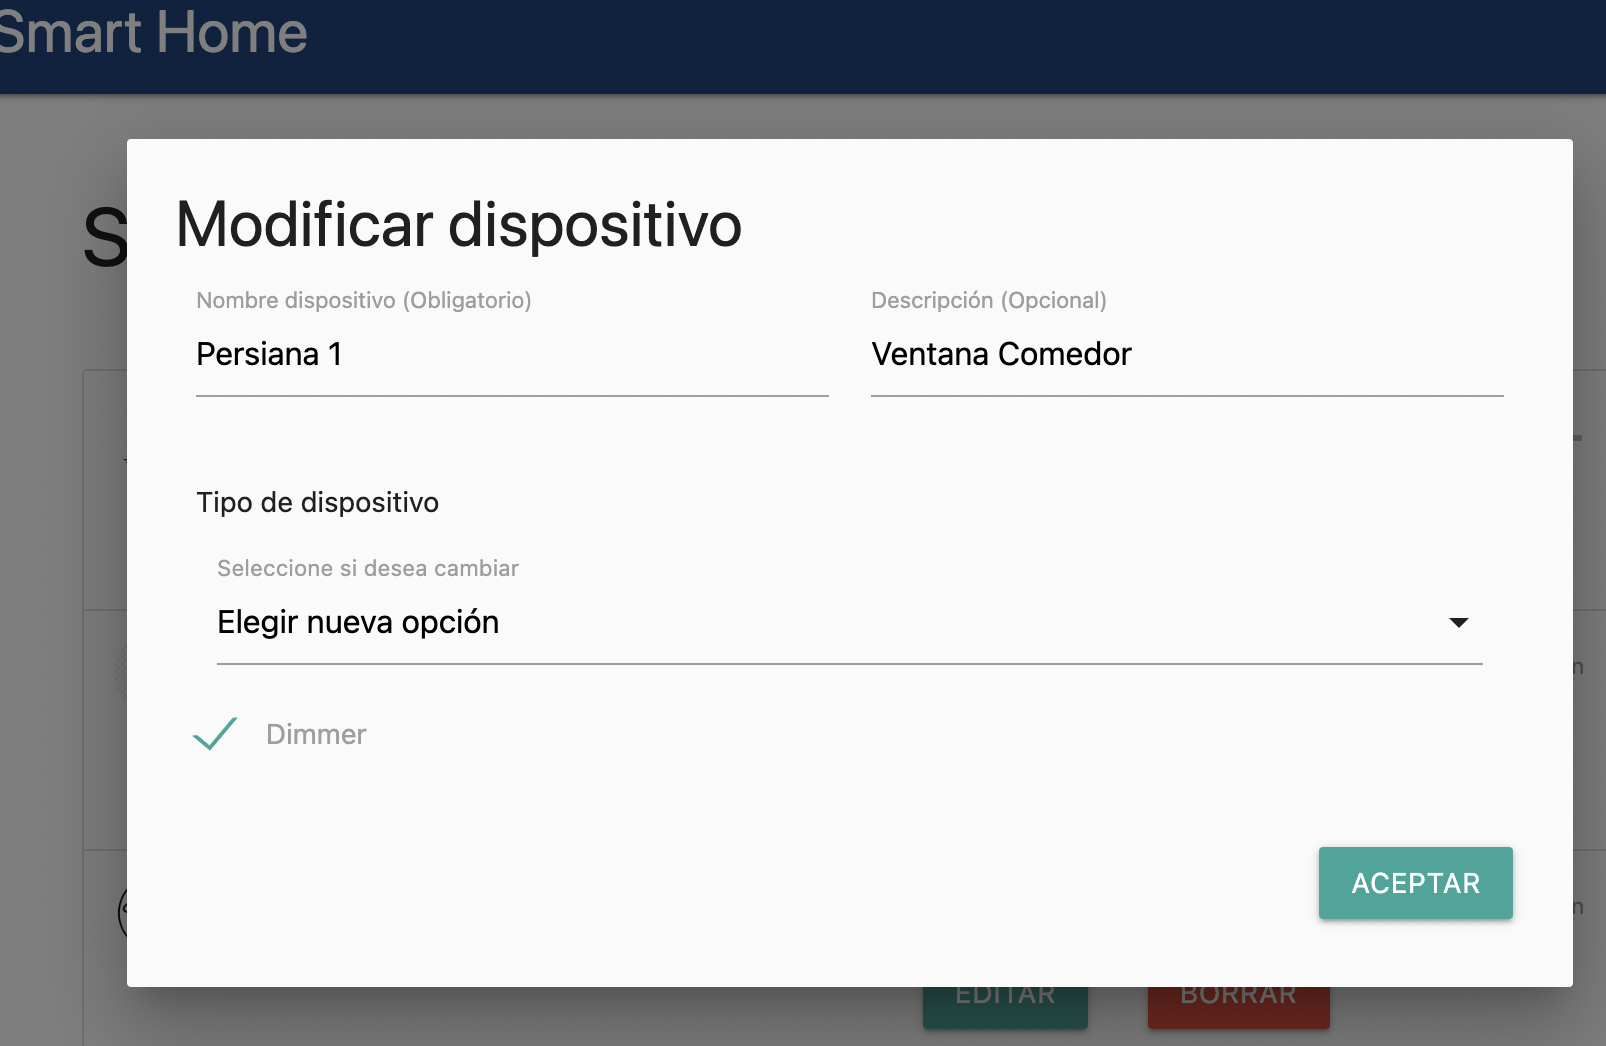 Smart Home
Modificar dispositivo
Nombre dispositivo (Obligatorio)
Descripción (Opcional)
Persiana 1
Ventana Comedor
Tipo de dispositivo
Seleccione si desea cambiar
Elegir nueva opción
Dimmer
ACEPTAR
EDITAR
BORRAR